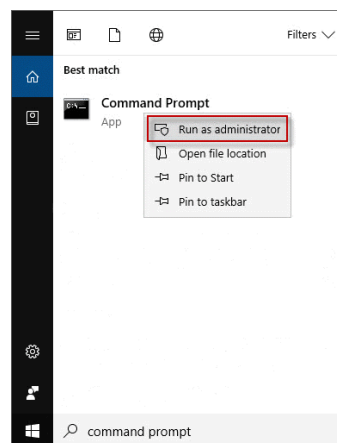 Filters
Best match
Command Prompt
App
Run as administrator
Open file location
Pin to Start
Pin to taskbar
command prompt